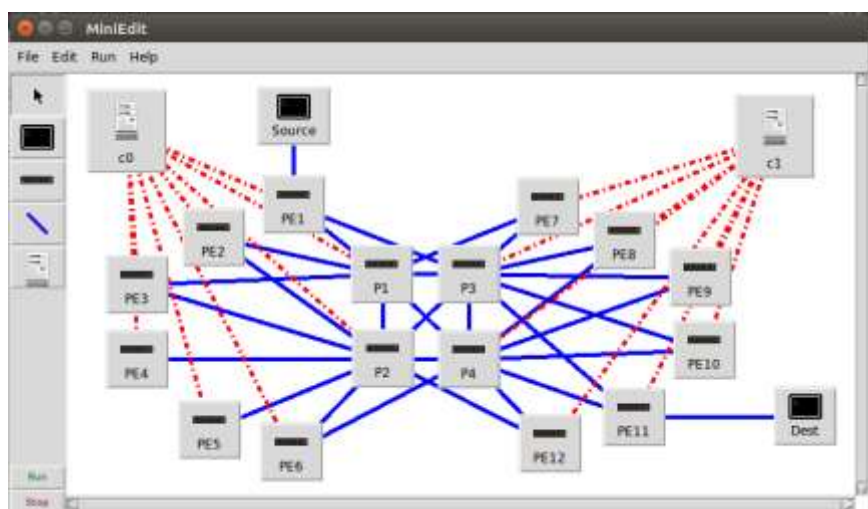 MiniEdit
File Edit Run Help
c0
Source
c1
PE1
PE7
PE2
PE8
P1
P3
PE3
PE9
PE4
P2
P4
PE10
PE5
PE11
Dest
PE12
PE6
Run
Stop